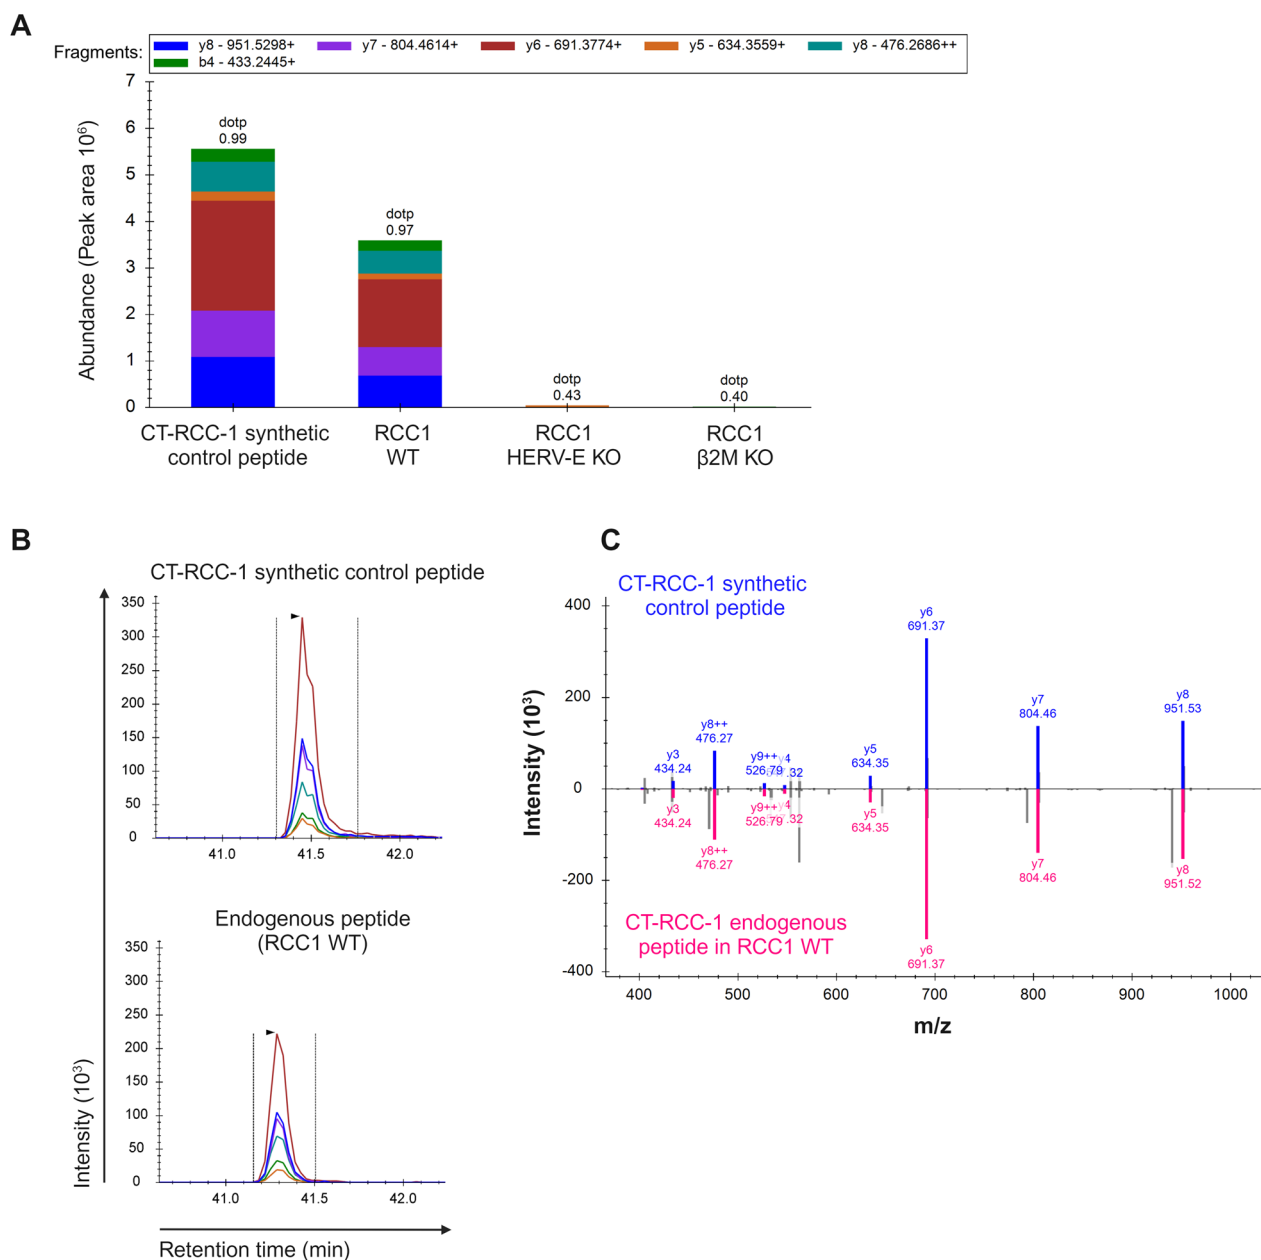 A
Fragments:
y8 - 951.5298+ y7 - 804.4614+ y6 - 691.3774+ y5 - 634.3559+ y8 - 476.2686++
b4 - 433.2445+
Abundance (Peak area 10⁶)
7
6
5
4
3
2
1
0
dotp
0.99
dotp
0.97
dotp
0.43
dotp
0.40
CT-RCC-1 synthetic
control peptide
RCC1
WT
RCC1
HERV-E KO
RCC1
β2M KO
B
CT-RCC-1 synthetic control peptide
350
300
250
200
150
100
50
0
41.0 41.5 42.0
Endogenous peptide
(RCC1 WT)
350
300
250
200
150
100
50
0
41.0 41.5 42.0
Intensity (10³)
Retention time (min)
C
CT-RCC-1 synthetic
control peptide
Intensity (10³)
400
200
0
-200
-400
y3
434.24
y8++
476.27
y9++ y4
526.79
y5
634.35
y6
691.37
y7
804.46
y8
951.53
y3
434.24
y8++
476.27
y9++ y4
526.79
y5
634.35
y6
691.37
y7
804.46
y8
951.52
CT-RCC-1 endogenous
peptide in RCC1 WT
400 500 600 700 800 900 1000
m/z